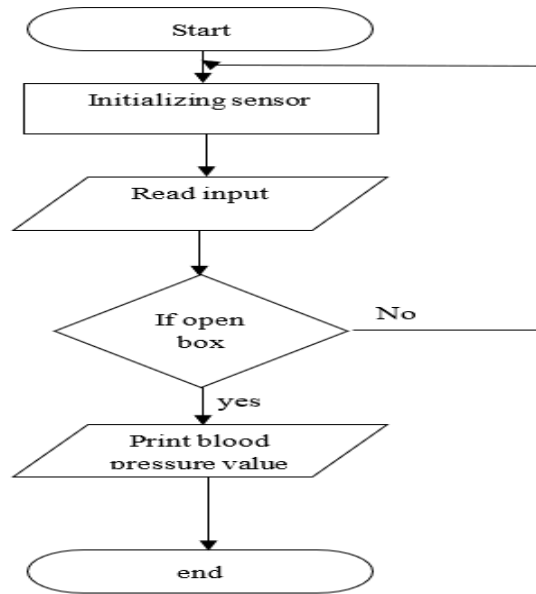 Start
Initializing sensor
Read input
If open
box
No
yes
Print blood
pressure value
end